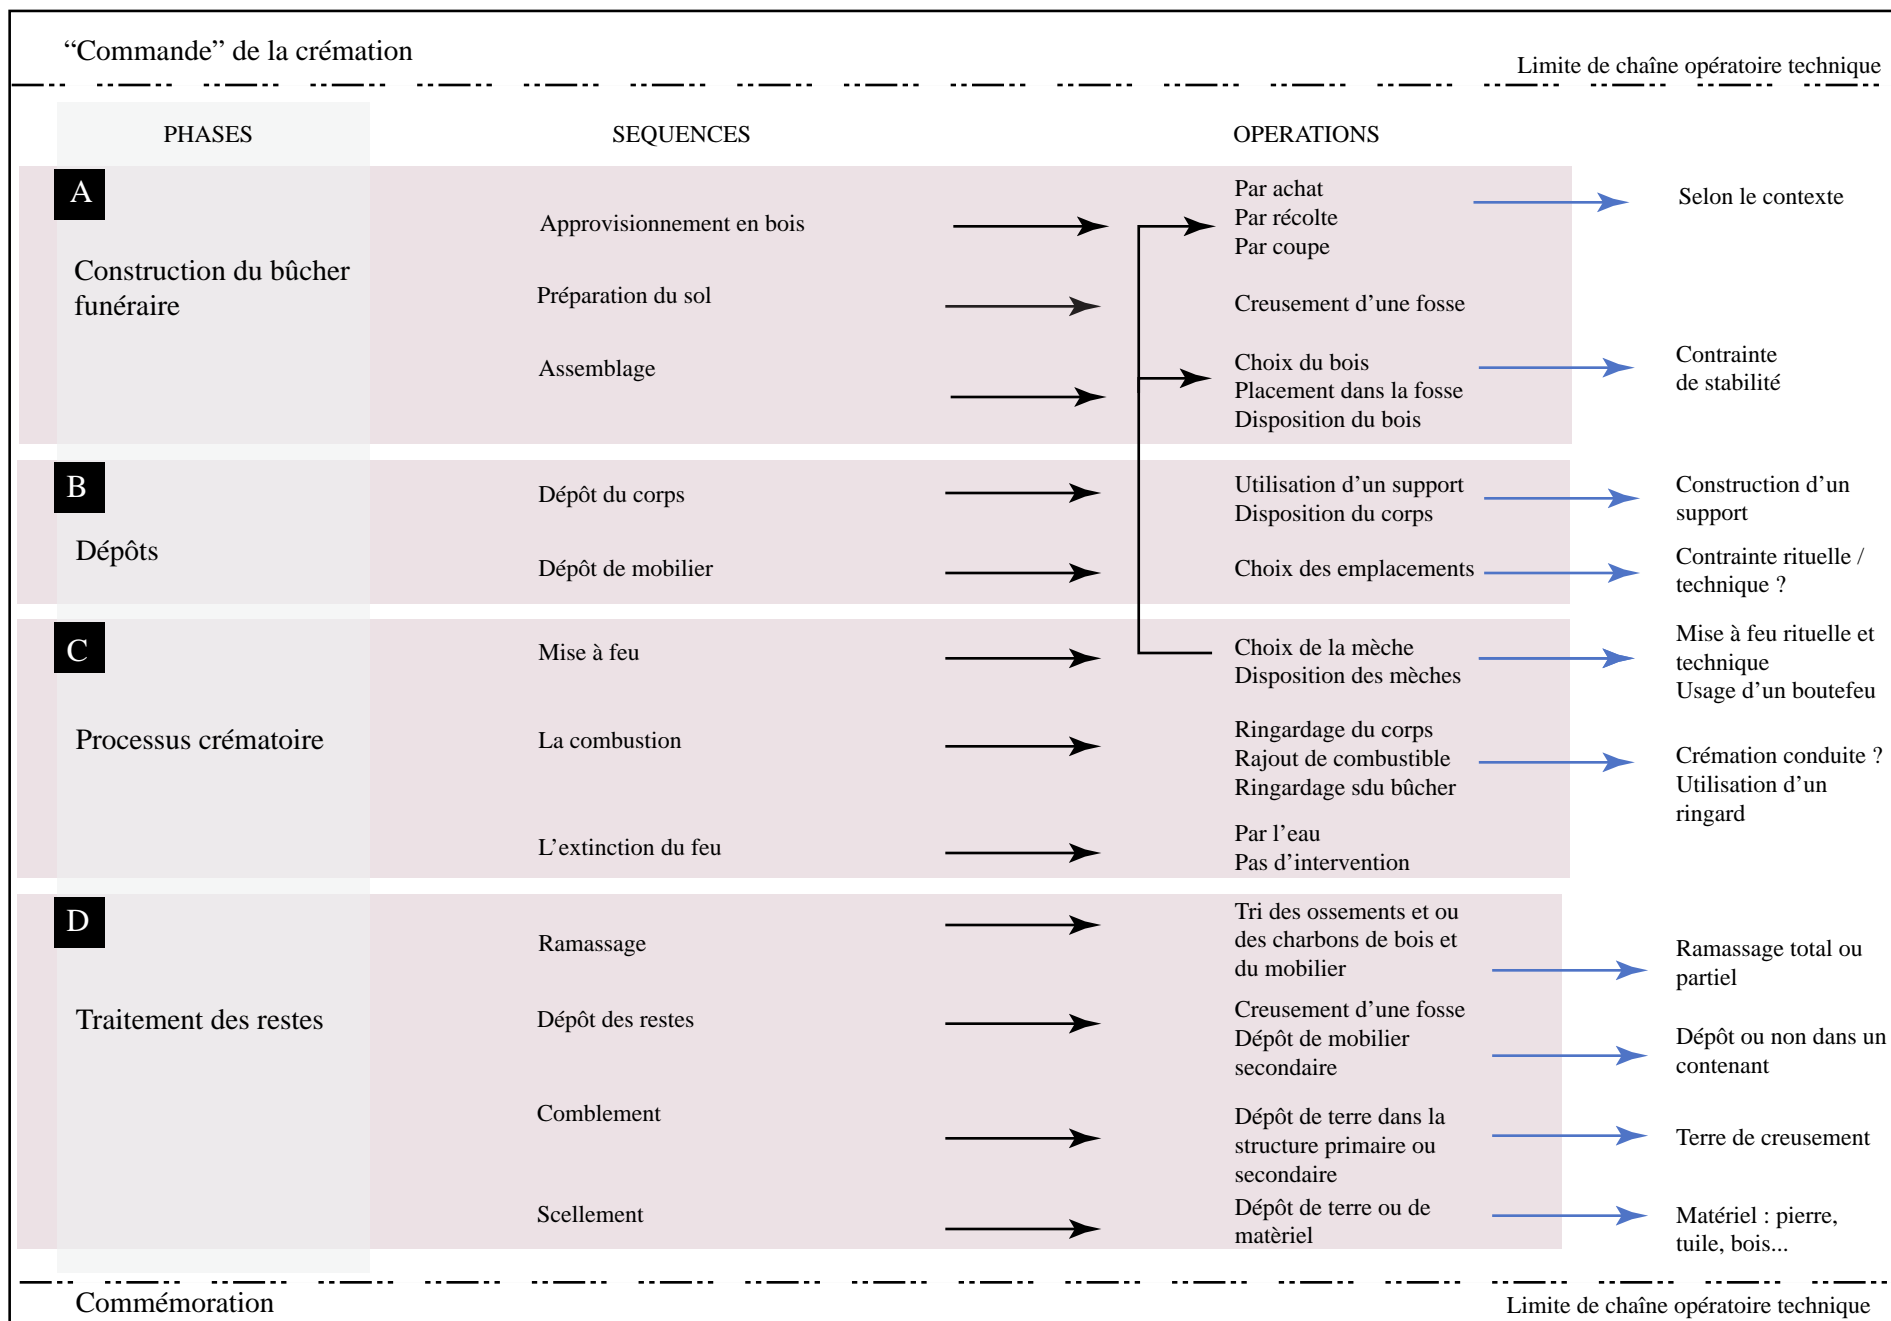 “Commande” de la crémation
Limite de chaîne opératoire technique
PHASES
SEQUENCES
OPERATIONS
A
Construction du bûcher
funéraire
Approvisionnement en bois
Par achat
Par récolte
Par coupe
Selon le contexte
Préparation du sol
Creusement d’une fosse
Assemblage
Choix du bois
Placement dans la fosse
Disposition du bois
Contrainte
de stabilité
B
Dépôts
Dépôt du corps
Utilisation d’un support
Disposition du corps
Construction d’un
support
Dépôt de mobilier
Choix des emplacements
Contrainte rituelle /
technique ?
C
Processus crématoire
Mise à feu
Choix de la mèche
Disposition des mèches
Mise à feu rituelle et
technique
Usage d’un boutefeu
La combustion
Ringardage du corps
Rajout de combustible
Ringardage sdu bûcher
Crémation conduite ?
Utilisation d’un
ringard
L’extinction du feu
Par l’eau
Pas d’intervention
D
Traitement des restes
Ramassage
Tri des ossements et ou
des charbons de bois et
du mobilier
Ramassage total ou
partiel
Dépôt des restes
Creusement d’une fosse
Dépôt de mobilier
secondaire
Dépôt ou non dans un
contenant
Comblement
Dépôt de terre dans la
structure primaire ou
secondaire
Terre de creusement
Scellement
Dépôt de terre ou de
matèriel
Matériel : pierre,
tuile, bois...
Commémoration
Limite de chaîne opératoire technique